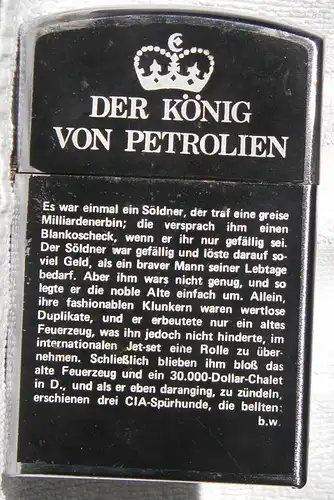 DER KÖNIG
VON PETROLIEN
Es war einmal ein Söldner, der traf eine greise
Milliardenerbin; die versprach ihm einen
Blankoscheck, wenn er ihr nur gefällig sei.
Der Söldner war gefällig und löste darauf so-
viel Geld, als ein braver Mann seiner Lebtage
bedarf. Aber ihm wars nicht genug, und so
legte er die noble Alte einfach um. Allein,
ihre fashionablen Klunkern waren wertlose
Duplikate, und er erbeutete nur ein altes
Feuerzeug, was ihn jedoch nicht hinderte, im
internationalen Jet-set eine Rolle zu über-
nehmen. Schließlich blieben ihm bloß das
alte Feuerzeug und ein 30.000-Dollar-Chalet
in D., und als er eben daranging, zu zündeln,
erschienen drei CIA-Spürhunde, die bellten:
b.w.